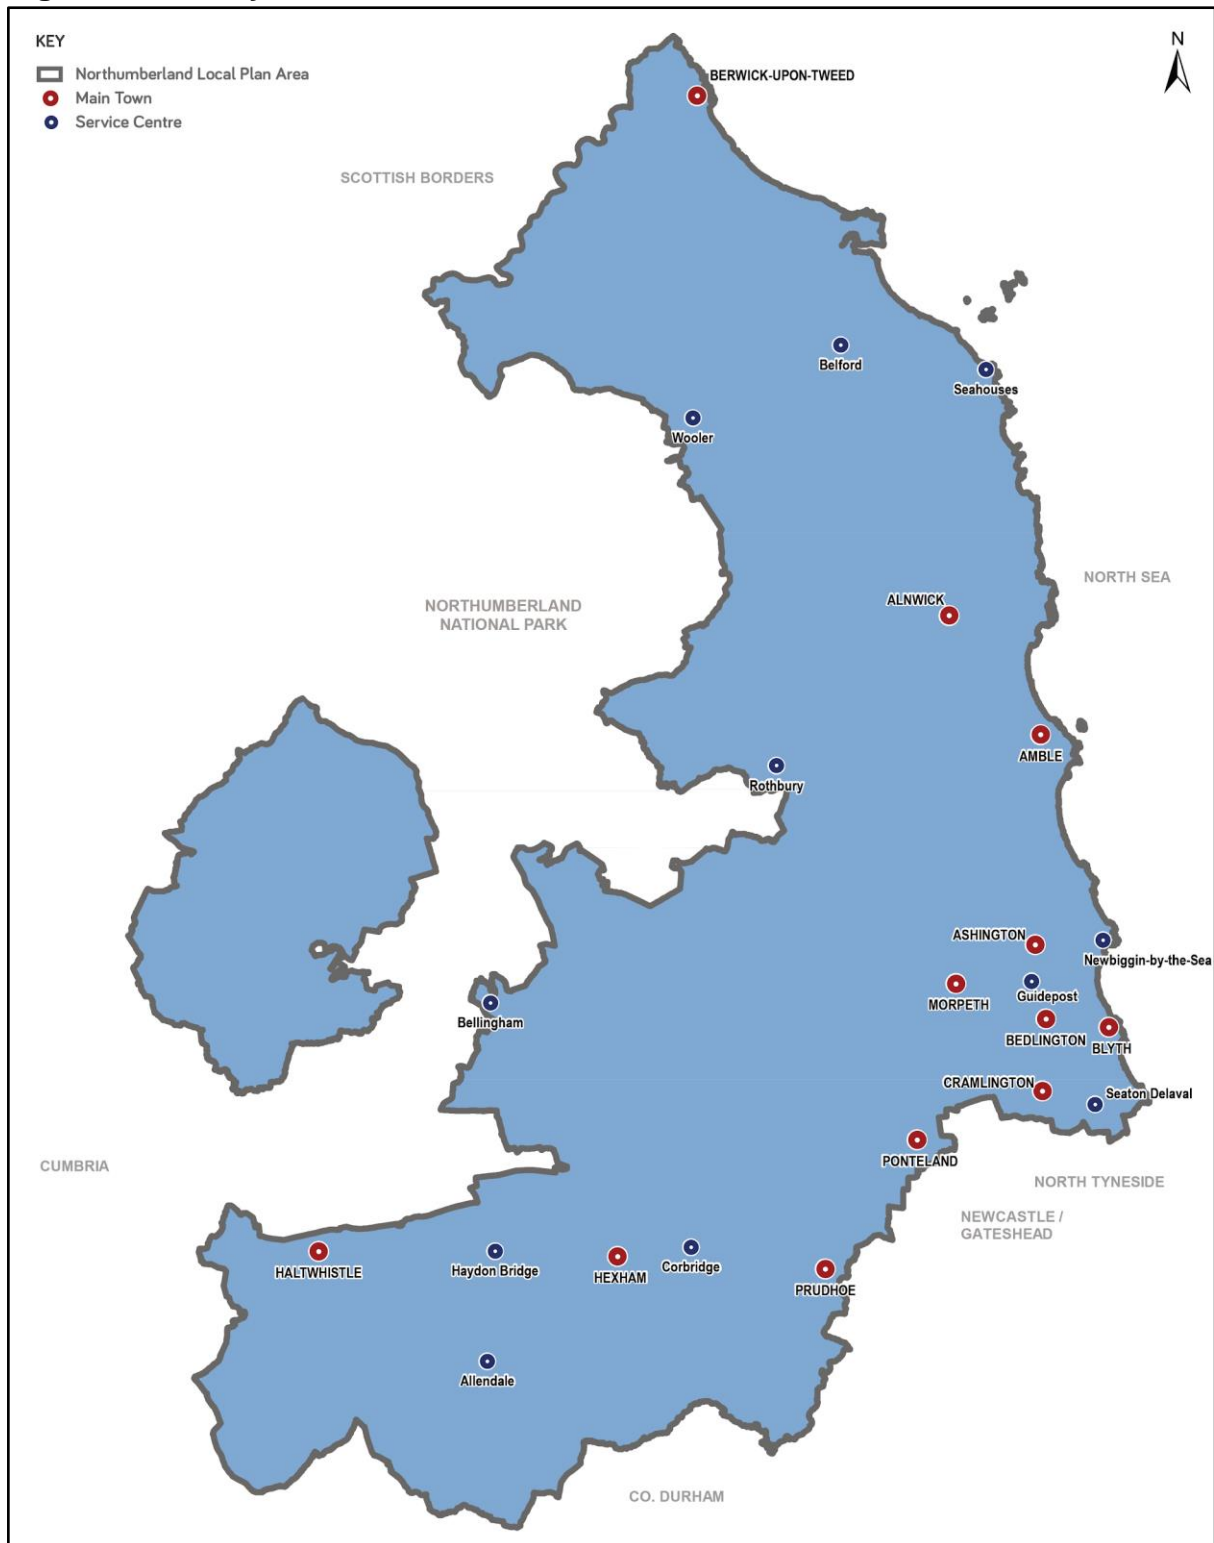 KEY
Northumberland Local Plan Area
Main Town
Service Centre
N
BERWICK-UPON-TWEED
SCOTTISH BORDERS
Belford
Seahouses
Wooler
NORTH SEA
ALNWICK
NORTHUMBERLAND
NATIONAL PARK
AMBLE
Rothbury
ASHINGTON
Newbiggin-by-the-Sea
Guidepost
MORPETH
Bellingham
BEDLINGTON
BLYTH
CRAMLINGTON
Seaton Delaval
PONTELAND
CUMBRIA
NORTH TYNESIDE
NEWCASTLE /
GATESHEAD
HALTWHISTLE
Haydon Bridge
HEXHAM
Corbridge
PRUDHOE
Allendale
CO. DURHAM